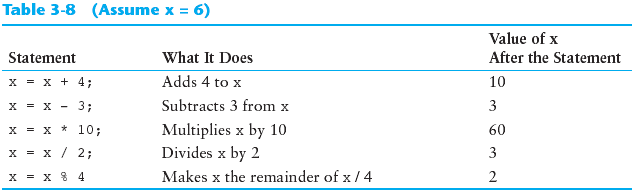 Table 3-8 (Assume x = 6)
Value of x
Statement What It Does After the Statement
x = x + 4; Adds 4 to x 10
x = x - 3; Subtracts 3 from x 3
x = x * 10; Multiplies x by 10 60
x = x / 2; Divides x by 2 3
x = x % 4 Makes x the remainder of x / 4 2